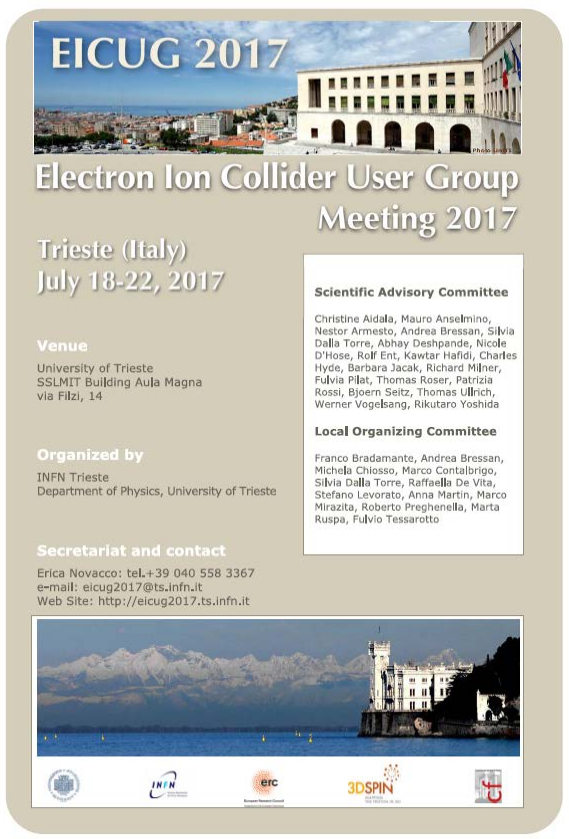 EICUG 2017
Electron Ion Collider User Group
Meeting 2017
Trieste (Italy)
July 18-22, 2017
Venue
University of Trieste
SSLMIT Building Aula Magna
via Filzi, 14
Organized by
INFN Trieste
Department of Physics, University of Trieste
Secretariat and contact
Erica Novacco: tel.+39 040 558 3367
e-mail: eicug2017@ts.infn.it
Web Site: http://eicug2017.ts.infn.it
Scientific Advisory Committee
Christine Aidala, Mauro Anselmino,
Nestor Armesto, Andrea Bressan, Silvia
Dalla Torre, Abhay Deshpande, Nicole
D'Hose, Rolf Ent, Kawtar Hafidi, Charles
Hyde, Barbara Jacak, Richard Milner,
Fulvia Pilat, Thomas Roser, Patrizia
Rossi, Bjoern Seitz, Thomas Ullrich,
Werner Vogelsang, Rikutaro Yoshida
Local Organizing Committee
Franco Bradamante, Andrea Bressan,
Michela Chiosso, Marco Contalbrigo,
Silvia Dalla Torre, Raffaella De Vita,
Stefano Levorato, Anna Martin, Marco
Mirazita, Roberto Preghenella, Marta
Ruspa, Fulvio Tessarotto
INFN
erc
European Research Council
3DSPIN
cf